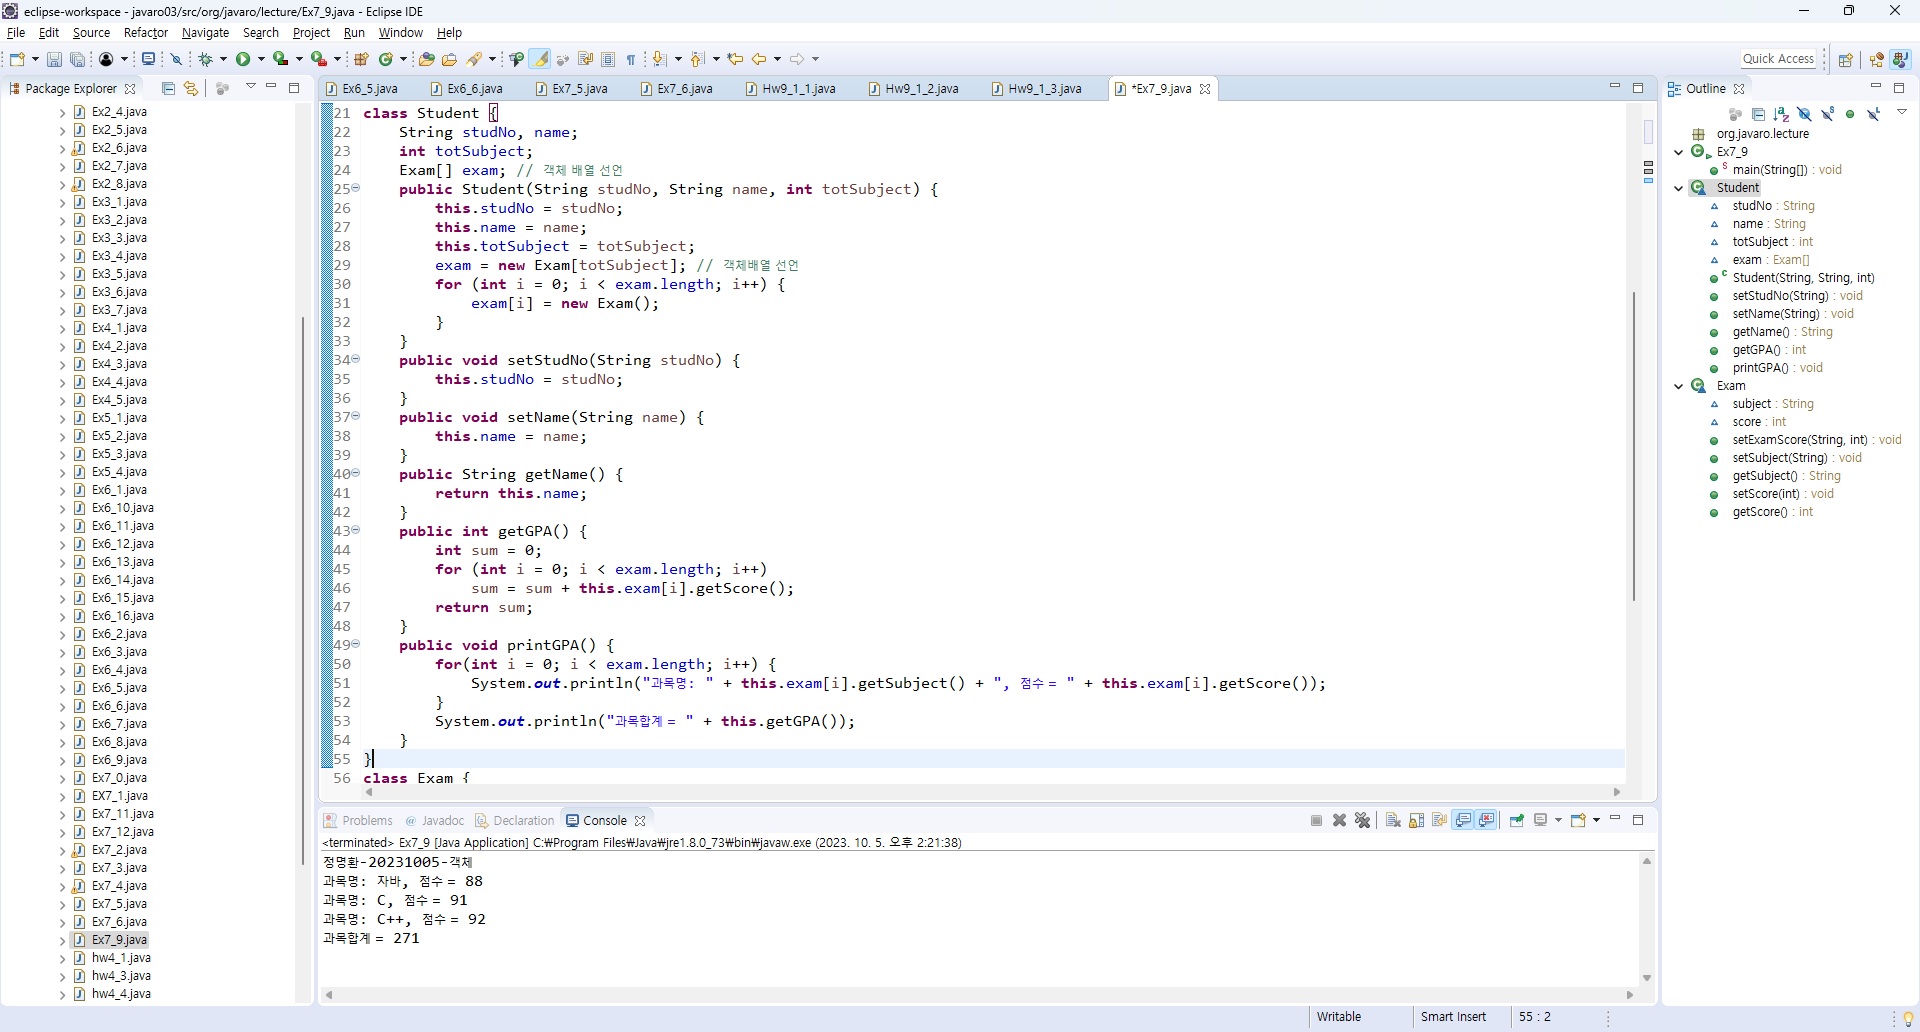 eclipse-workspace - javaro03/src/org/javaro/lecture/Ex7_9.java - Eclipse IDE
File Edit Source Refactor Navigate Search Project Run Window Help
Quick Access
Package Explorer
Ex2_4.java
Ex2_5.java
Ex2_6.java
Ex2_7.java
Ex2_8.java
Ex3_1.java
Ex3_2.java
Ex3_3.java
Ex3_4.java
Ex3_5.java
Ex3_6.java
Ex3_7.java
Ex4_1.java
Ex4_2.java
Ex4_3.java
Ex4_4.java
Ex4_5.java
Ex5_1.java
Ex5_2.java
Ex5_3.java
Ex5_4.java
Ex6_1.java
Ex6_10.java
Ex6_11.java
Ex6_12.java
Ex6_13.java
Ex6_14.java
Ex6_15.java
Ex6_16.java
Ex6_2.java
Ex6_3.java
Ex6_4.java
Ex6_5.java
Ex6_6.java
Ex6_7.java
Ex6_8.java
Ex6_9.java
Ex7_0.java
EX7_1.java
Ex7_11.java
Ex7_12.java
Ex7_2.java
Ex7_3.java
Ex7_4.java
Ex7_5.java
Ex7_6.java
Ex7_9.java
hw4_1.java
hw4_3.java
hw4_4.java
Ex6_5.java Ex6_6.java Ex7_5.java Ex7_6.java Hw9_1_1.java Hw9_1_2.java Hw9_1_3.java *Ex7_9.java
21 class Student {
22 String studNo, name;
23 int totSubject;
24 Exam[] exam; // 객체 배열 선언
25 public Student(String studNo, String name, int totSubject) {
26 this.studNo = studNo;
27 this.name = name;
28 this.totSubject = totSubject;
29 exam = new Exam[totSubject]; // 객체배열 선언
30 for (int i = 0; i < exam.length; i++) {
31 exam[i] = new Exam();
32 }
33 }
34 public void setStudNo(String studNo) {
35 this.studNo = studNo;
36 }
37 public void setName(String name) {
38 this.name = name;
39 }
40 public String getName() {
41 return this.name;
42 }
43 public int getGPA() {
44 int sum = 0;
45 for (int i = 0; i < exam.length; i++)
46 sum = sum + this.exam[i].getScore();
47 return sum;
48 }
49 public void printGPA() {
50 for(int i = 0; i < exam.length; i++) {
51 System.out.println("과목명: " + this.exam[i].getSubject() + ", 점수 = " + this.exam[i].getScore());
52 }
53 System.out.println("과목합계 = " + this.getGPA());
54 }
55 }
56 class Exam {
Problems Javadoc Declaration Console
<terminated> Ex7_9 [Java Application] C:₩Program Files₩Java₩jre1.8.0_73₩bin₩javaw.exe (2023. 10. 5. 오후 2:21:38)
정명환-20231005-객체
과목명: 자바, 점수 = 88
과목명: C, 점수 = 91
과목명: C++, 점수 = 92
과목합계 = 271
Outline
org.javaro.lecture
Ex7_9
main(String[]) : void
Student
studNo : String
name : String
totSubject : int
exam : Exam[]
Student(String, String, int)
setStudNo(String) : void
setName(String) : void
getName() : String
getGPA() : int
printGPA() : void
Exam
subject : String
score : int
setExamScore(String, int) : void
setSubject(String) : void
getSubject() : String
setScore(int) : void
getScore() : int
Writable Smart Insert 55 : 2